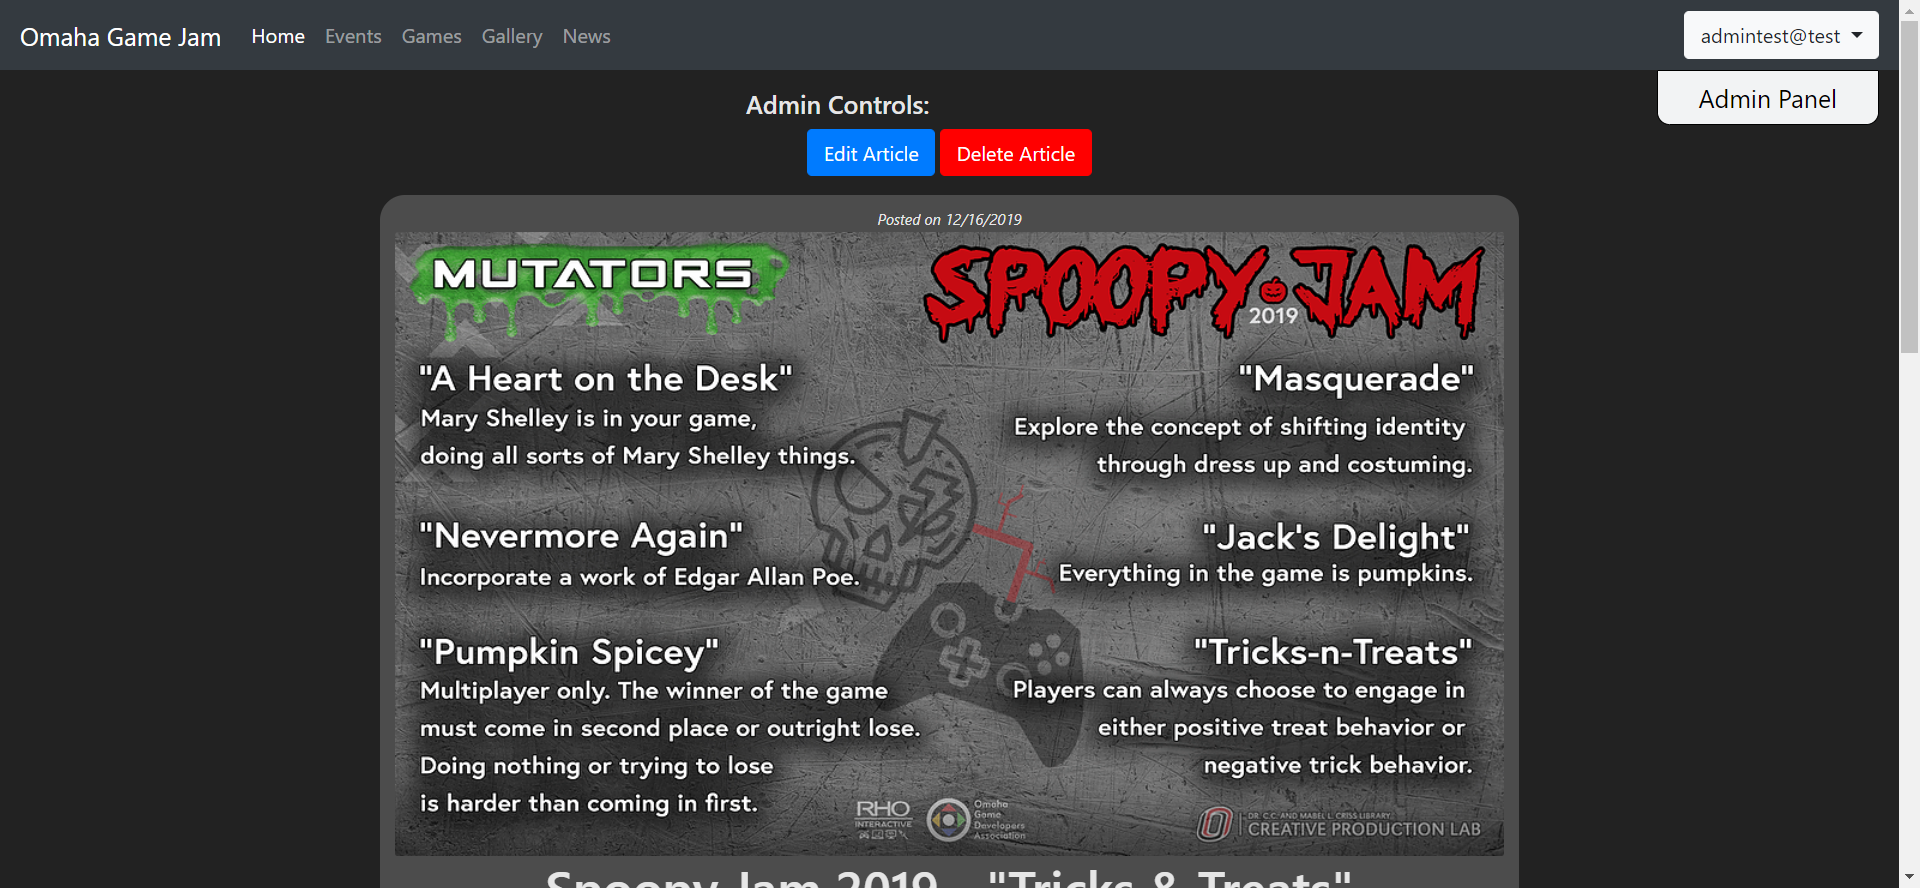 Omaha Game Jam Home Events Games Gallery News admintest@test
Admin Panel
Admin Controls:
Edit Article Delete Article
Posted on 12/16/2019
MUTATORS
SPOOPY JAM
2019
"A Heart on the Desk"
Mary Shelley is in your game,
doing all sorts of Mary Shelley things.
"Masquerade"
Explore the concept of shifting identity
through dress up and costuming.
"Nevermore Again"
Incorporate a work of Edgar Allan Poe.
"Jack's Delight"
Everything in the game is pumpkins.
"Pumpkin Spicey"
Multiplayer only. The winner of the game
must come in second place or outright lose.
Doing nothing or trying to lose
is harder than coming in first.
"Tricks-n-Treats"
Players can always choose to engage in
either positive treat behavior or
negative trick behavior.
RHO
INTERACTIVE
Omaha
Game
Developers
Association
DR. C.C. AND MABEL L. CRISS LIBRARY
CREATIVE PRODUCTION LAB
Spoopy Jam 2019 - "Tricks & Treats"